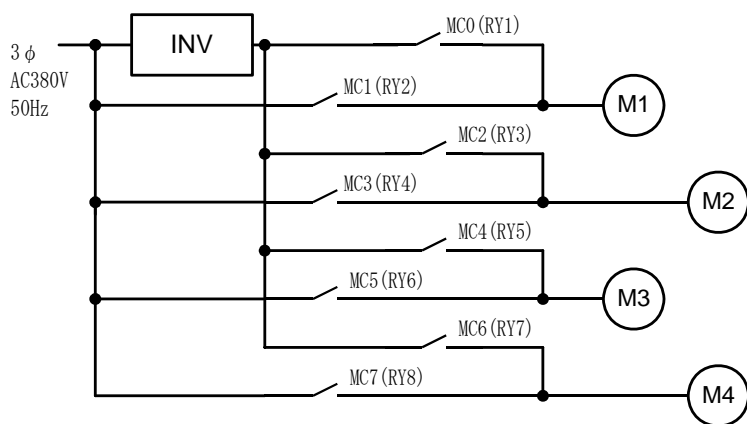 3φ
AC380V
50Hz
INV
MC0(RY1)
MC1(RY2)
M1
MC2(RY3)
MC3(RY4)
M2
MC4(RY5)
MC5(RY6)
M3
MC6(RY7)
MC7(RY8)
M4